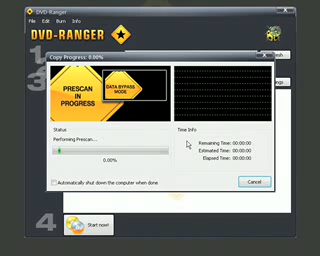 DVD-Ranger
File Edit Burn Info
DVD-RANGER
1
Copy Progress: 0.00%
3
PRESCAN
IN
PROGRESS
DATA BYPASS
MODE
Status
Performing Prescan...
0.00%
Time Info
Remaining Time: 00:00:00
Estimated Time: 00:00:00
Elapsed Time: 00:00:00
Automatically shut down the computer when done
Cancel
4
Start now!